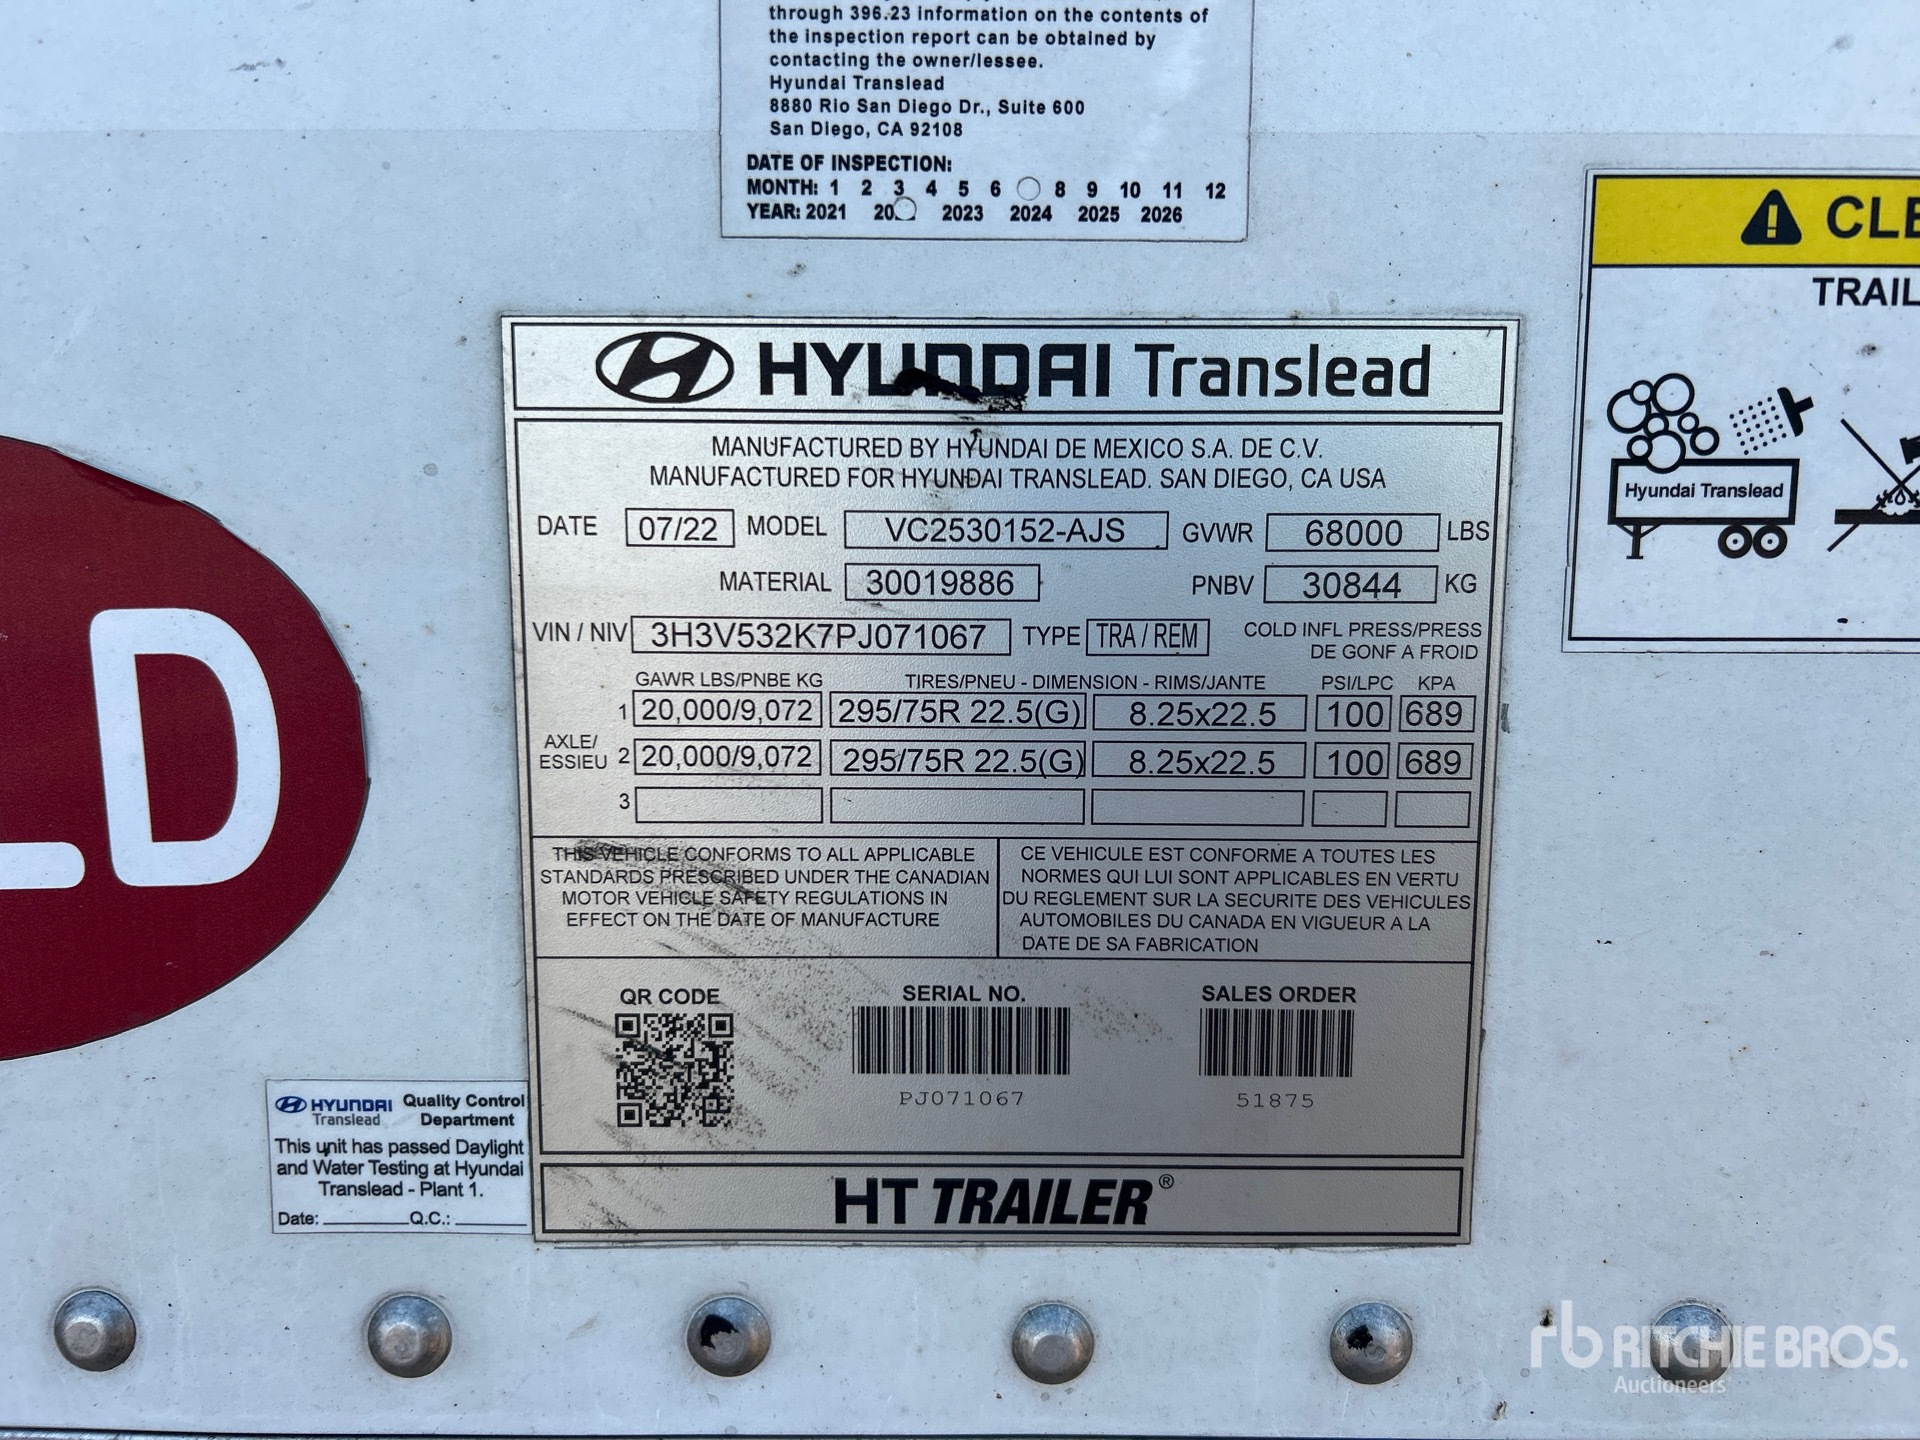 through 396.23 information on the contents of
the inspection report can be obtained by
contacting the owner/lessee.
Hyundai Translead
8880 Rio San Diego Dr., Suite 600
San Diego, CA 92108
DATE OF INSPECTION:
MONTH: 1 2 3 4 5 6 8 9 10 11 12
YEAR: 2021 20 2023 2024 2025 2026
CLE
TRAIL
Hyundai Translead
LD
HYUNDAI Translead
MANUFACTURED BY HYUNDAI DE MEXICO S.A. DE C.V.
MANUFACTURED FOR HYUNDAI TRANSLEAD. SAN DIEGO, CA USA
DATE 07/22 MODEL VC2530152-AJS GVWR 68000 LBS
MATERIAL 30019886 PNBV 30844 KG
VIN / NIV 3H3V532K7PJ071067 TYPE TRA / REM COLD INFL PRESS/PRESS
DE GONF A FROID
GAWR LBS/PNBE KG TIRES/PNEU - DIMENSION - RIMS/JANTE PSI/LPC KPA
1 20,000/9,072 295/75R 22.5(G) 8.25x22.5 100 689
AXLE/
ESSIEU 2 20,000/9,072 295/75R 22.5(G) 8.25x22.5 100 689
3
THIS VEHICLE CONFORMS TO ALL APPLICABLE
STANDARDS PRESCRIBED UNDER THE CANADIAN
MOTOR VEHICLE SAFETY REGULATIONS IN
EFFECT ON THE DATE OF MANUFACTURE
CE VEHICULE EST CONFORME A TOUTES LES
NORMES QUI LUI SONT APPLICABLES EN VERTU
DU REGLEMENT SUR LA SECURITE DES VEHICULES
AUTOMOBILES DU CANADA EN VIGUEUR A LA
DATE DE SA FABRICATION
QR CODE SERIAL NO. SALES ORDER
PJ071067 51875
HT TRAILER®
HYUNDAI Translead Quality Control Department
This unit has passed Daylight
and Water Testing at Hyundai
Translead - Plant 1.
Date: Q.C.:
rb RITCHIE BROS.
Auctioneers